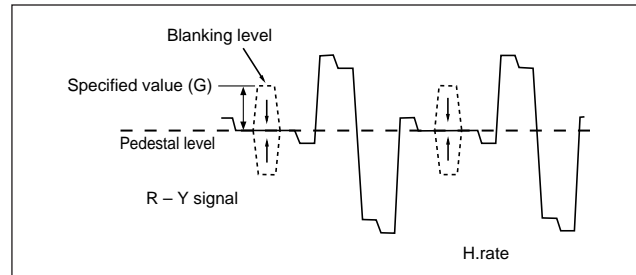 Blanking level
Specified value (G)
Pedestal level
R – Y signal
H.rate